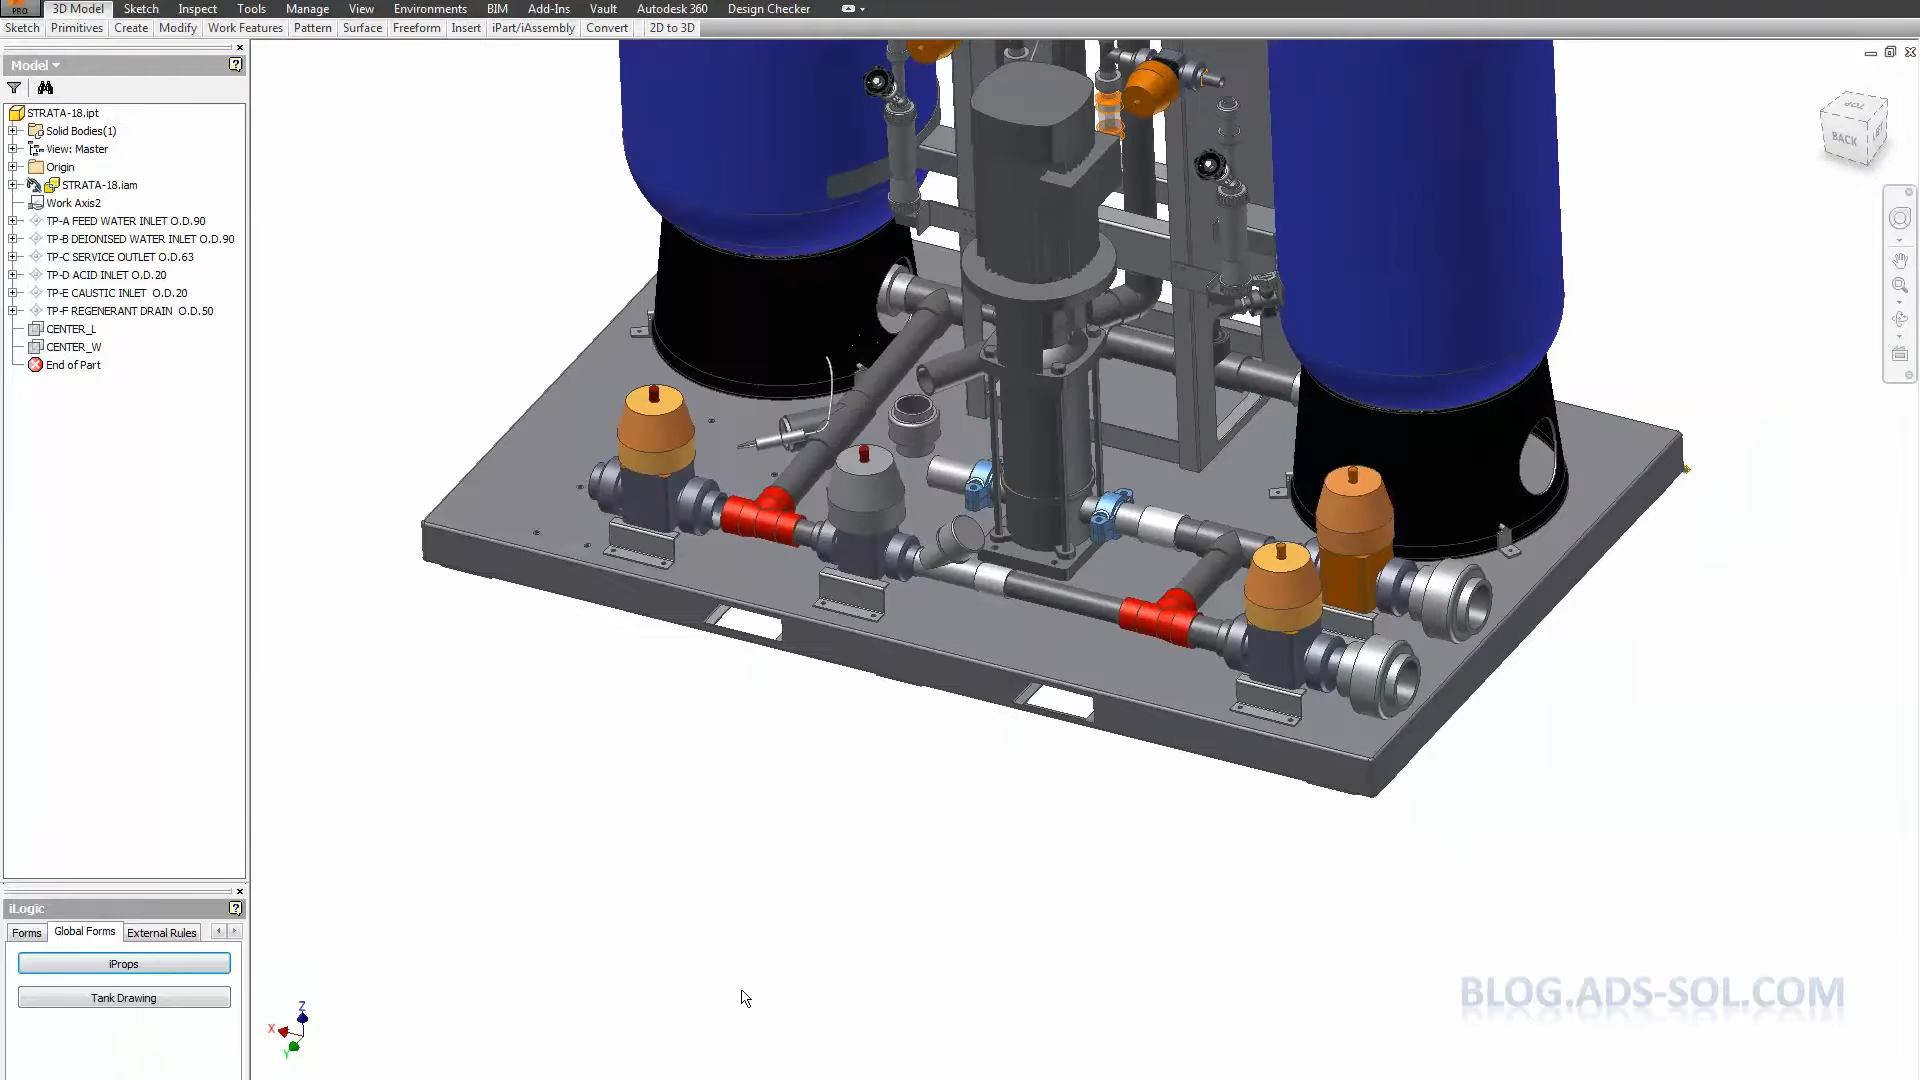 PRO 3D Model Sketch Inspect Tools Manage View Environments BIM Add-Ins Vault Autodesk 360 Design Checker
Sketch Primitives Create Modify Work Features Pattern Surface Freeform Insert iPart/iAssembly Convert 2D to 3D
Model
STRATA-18.ipt
Solid Bodies(1)
View: Master
Origin
STRATA-18.iam
Work Axis2
TP-A FEED WATER INLET O.D.90
TP-B DEIONISED WATER INLET O.D.90
TP-C SERVICE OUTLET O.D.63
TP-D ACID INLET O.D.20
TP-E CAUSTIC INLET O.D.20
TP-F REGENERANT DRAIN O.D.50
CENTER_L
CENTER_W
End of Part
TOP
BACK
iLogic
Forms Global Forms External Rules
iProps
Tank Drawing
Z
X
Y
BLOG.ADS-SOL.COM